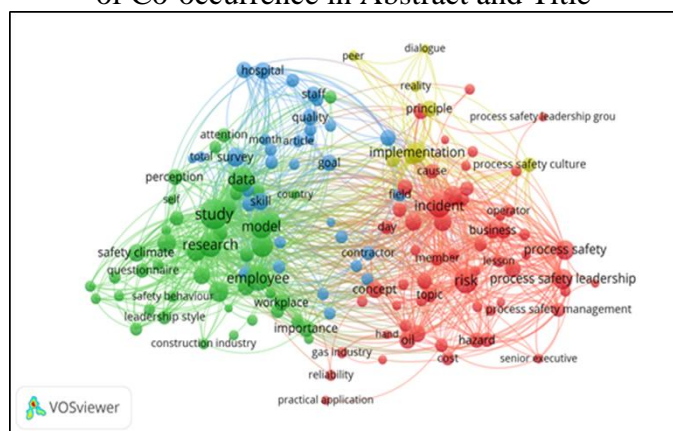 of Co-occurrence in Abstract and Title
dialogue
peer
hospital
reality
staff
principle
process safety leadership grou
quality
attention
month article
implementation
total survey
goal
process safety culture
cause
perception
data
country
self
skill
field
incident
study
operator
model
day
business
research
process safety
safety climate
contractor
member
lesson
questionnaire
employee
risk
process safety leadership
concept
topic
safety behaviour
workplace
process safety management
leadership style
importance
hand
oil
hazard
construction industry
gas industry
cost
senior executive
reliability
practical application
VOSviewer